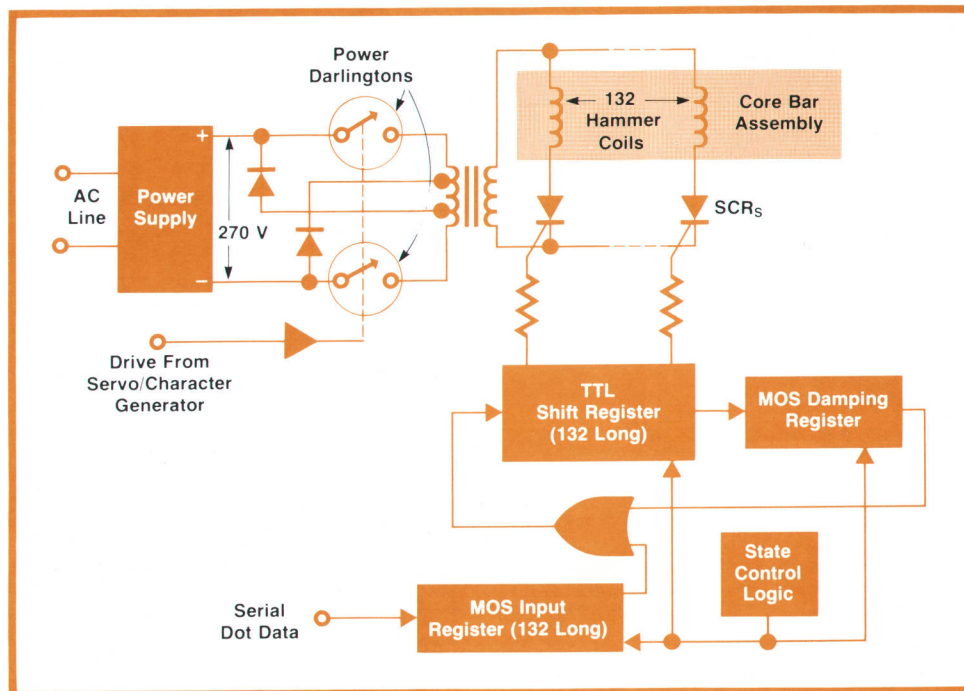 Power
Darlingtons
132
Hammer
Coils
Core Bar
Assembly
AC
Line
Power
Supply
+
−
270 V
SCRS
Drive From
Servo/Character
Generator
TTL
Shift Register
(132 Long)
MOS Damping
Register
State
Control
Logic
Serial
Dot Data
MOS Input
Register (132 Long)